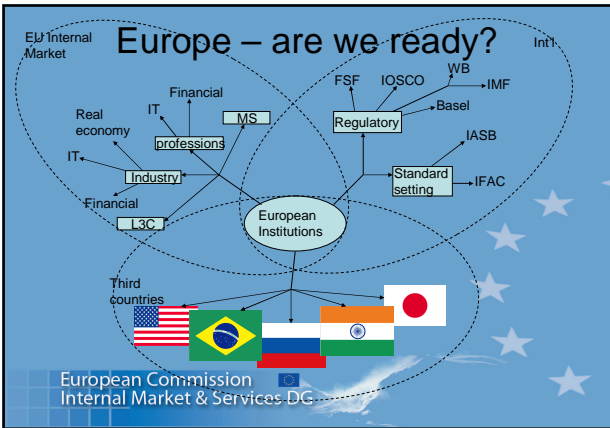 Europe – are we ready?
EU Internal
Market
Int'l
Financial
IT
MS
Real
economy
professions
IT
Industry
Financial
L3C
WB
FSF
IOSCO
IMF
Basel
Regulatory
IASB
Standard
setting
IFAC
European
Institutions
Third
countries
European Commission
Internal Market & Services DG